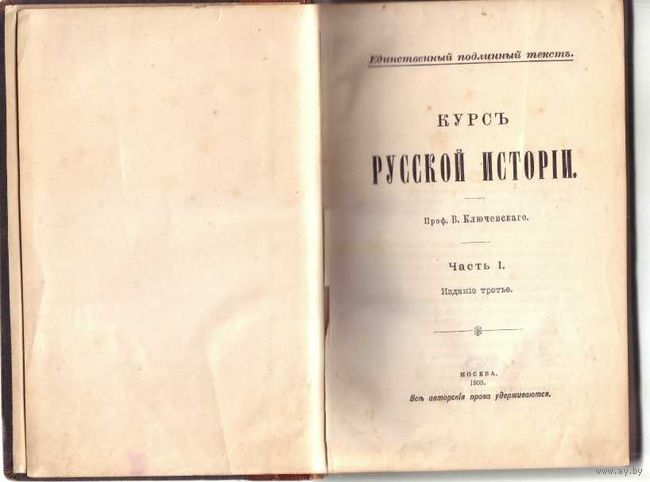 Единственный подлинный текстъ.
КУРСЪ
РУССКОЙ ИСТОРІИ.
Проф. В. Ключевскаго.
Часть I.
Изданіе третье.
МОСКВА.
1908.
Всѣ авторскія права удерживаются.
www.ay.by